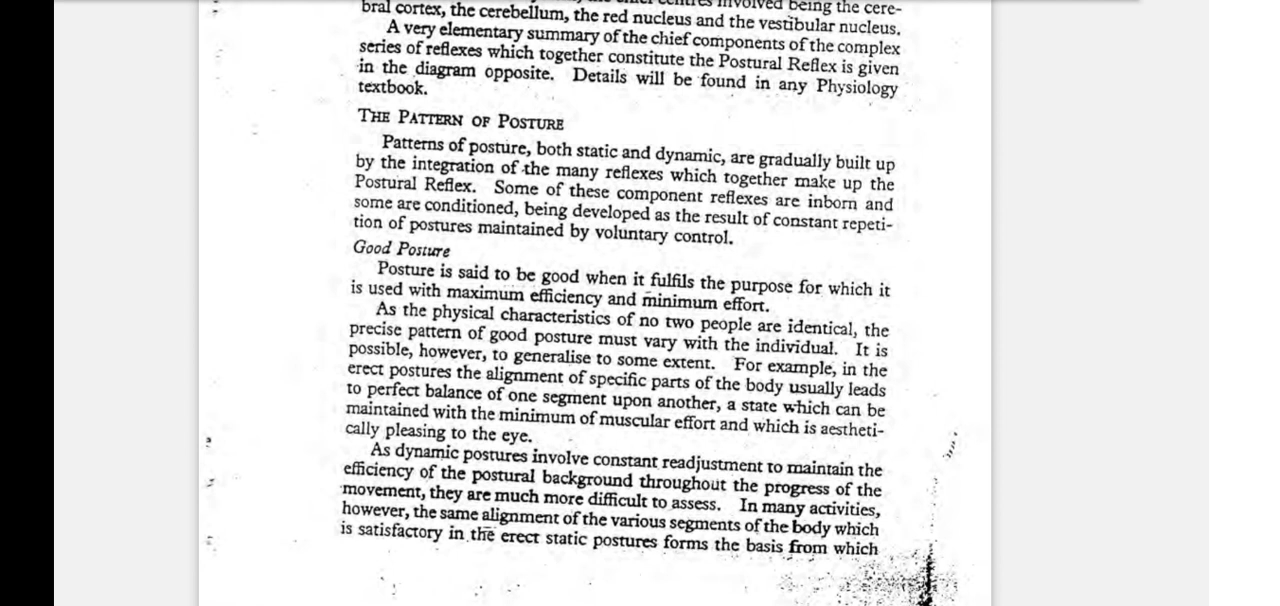 centres involved being the cere-
bral cortex, the cerebellum, the red nucleus and the vestibular nucleus.
A very elementary summary of the chief components of the complex
series of reflexes which together constitute the Postural Reflex is given
in the diagram opposite. Details will be found in any Physiology
textbook.
THE PATTERN OF POSTURE
Patterns of posture, both static and dynamic, are gradually built up
by the integration of the many reflexes which together make up the
Postural Reflex. Some of these component reflexes are inborn and
some are conditioned, being developed as the result of constant repeti-
tion of postures maintained by voluntary control.
Good Posture
Posture is said to be good when it fulfils the purpose for which it
is used with maximum efficiency and minimum effort.
As the physical characteristics of no two people are identical, the
precise pattern of good posture must vary with the individual. It is
possible, however, to generalise to some extent. For example, in the
erect postures the alignment of specific parts of the body usually leads
to perfect balance of one segment upon another, a state which can be
maintained with the minimum of muscular effort and which is aestheti-
cally pleasing to the eye.
As dynamic postures involve constant readjustment to maintain the
efficiency of the postural background throughout the progress of the
movement, they are much more difficult to assess. In many activities,
however, the same alignment of the various segments of the body which
is satisfactory in the erect static postures forms the basis from which